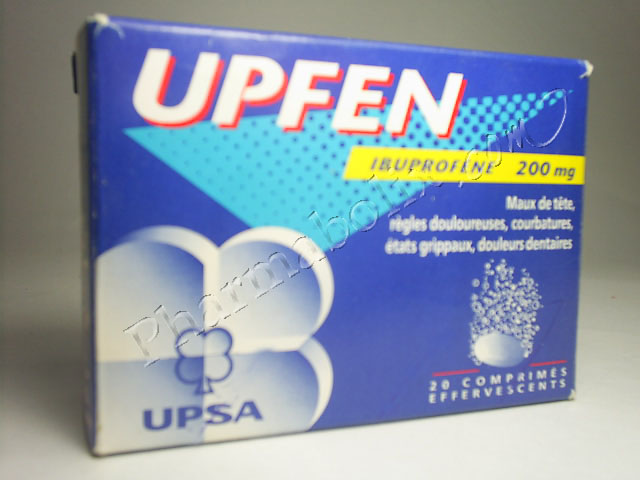 UPFEN
IBUPROFÈNE 200 mg
Maux de tête,
règles douloureuses, courbatures,
états grippaux, douleurs dentaires
20 COMPRIMÉS
EFFERVESCENTS
UPSA